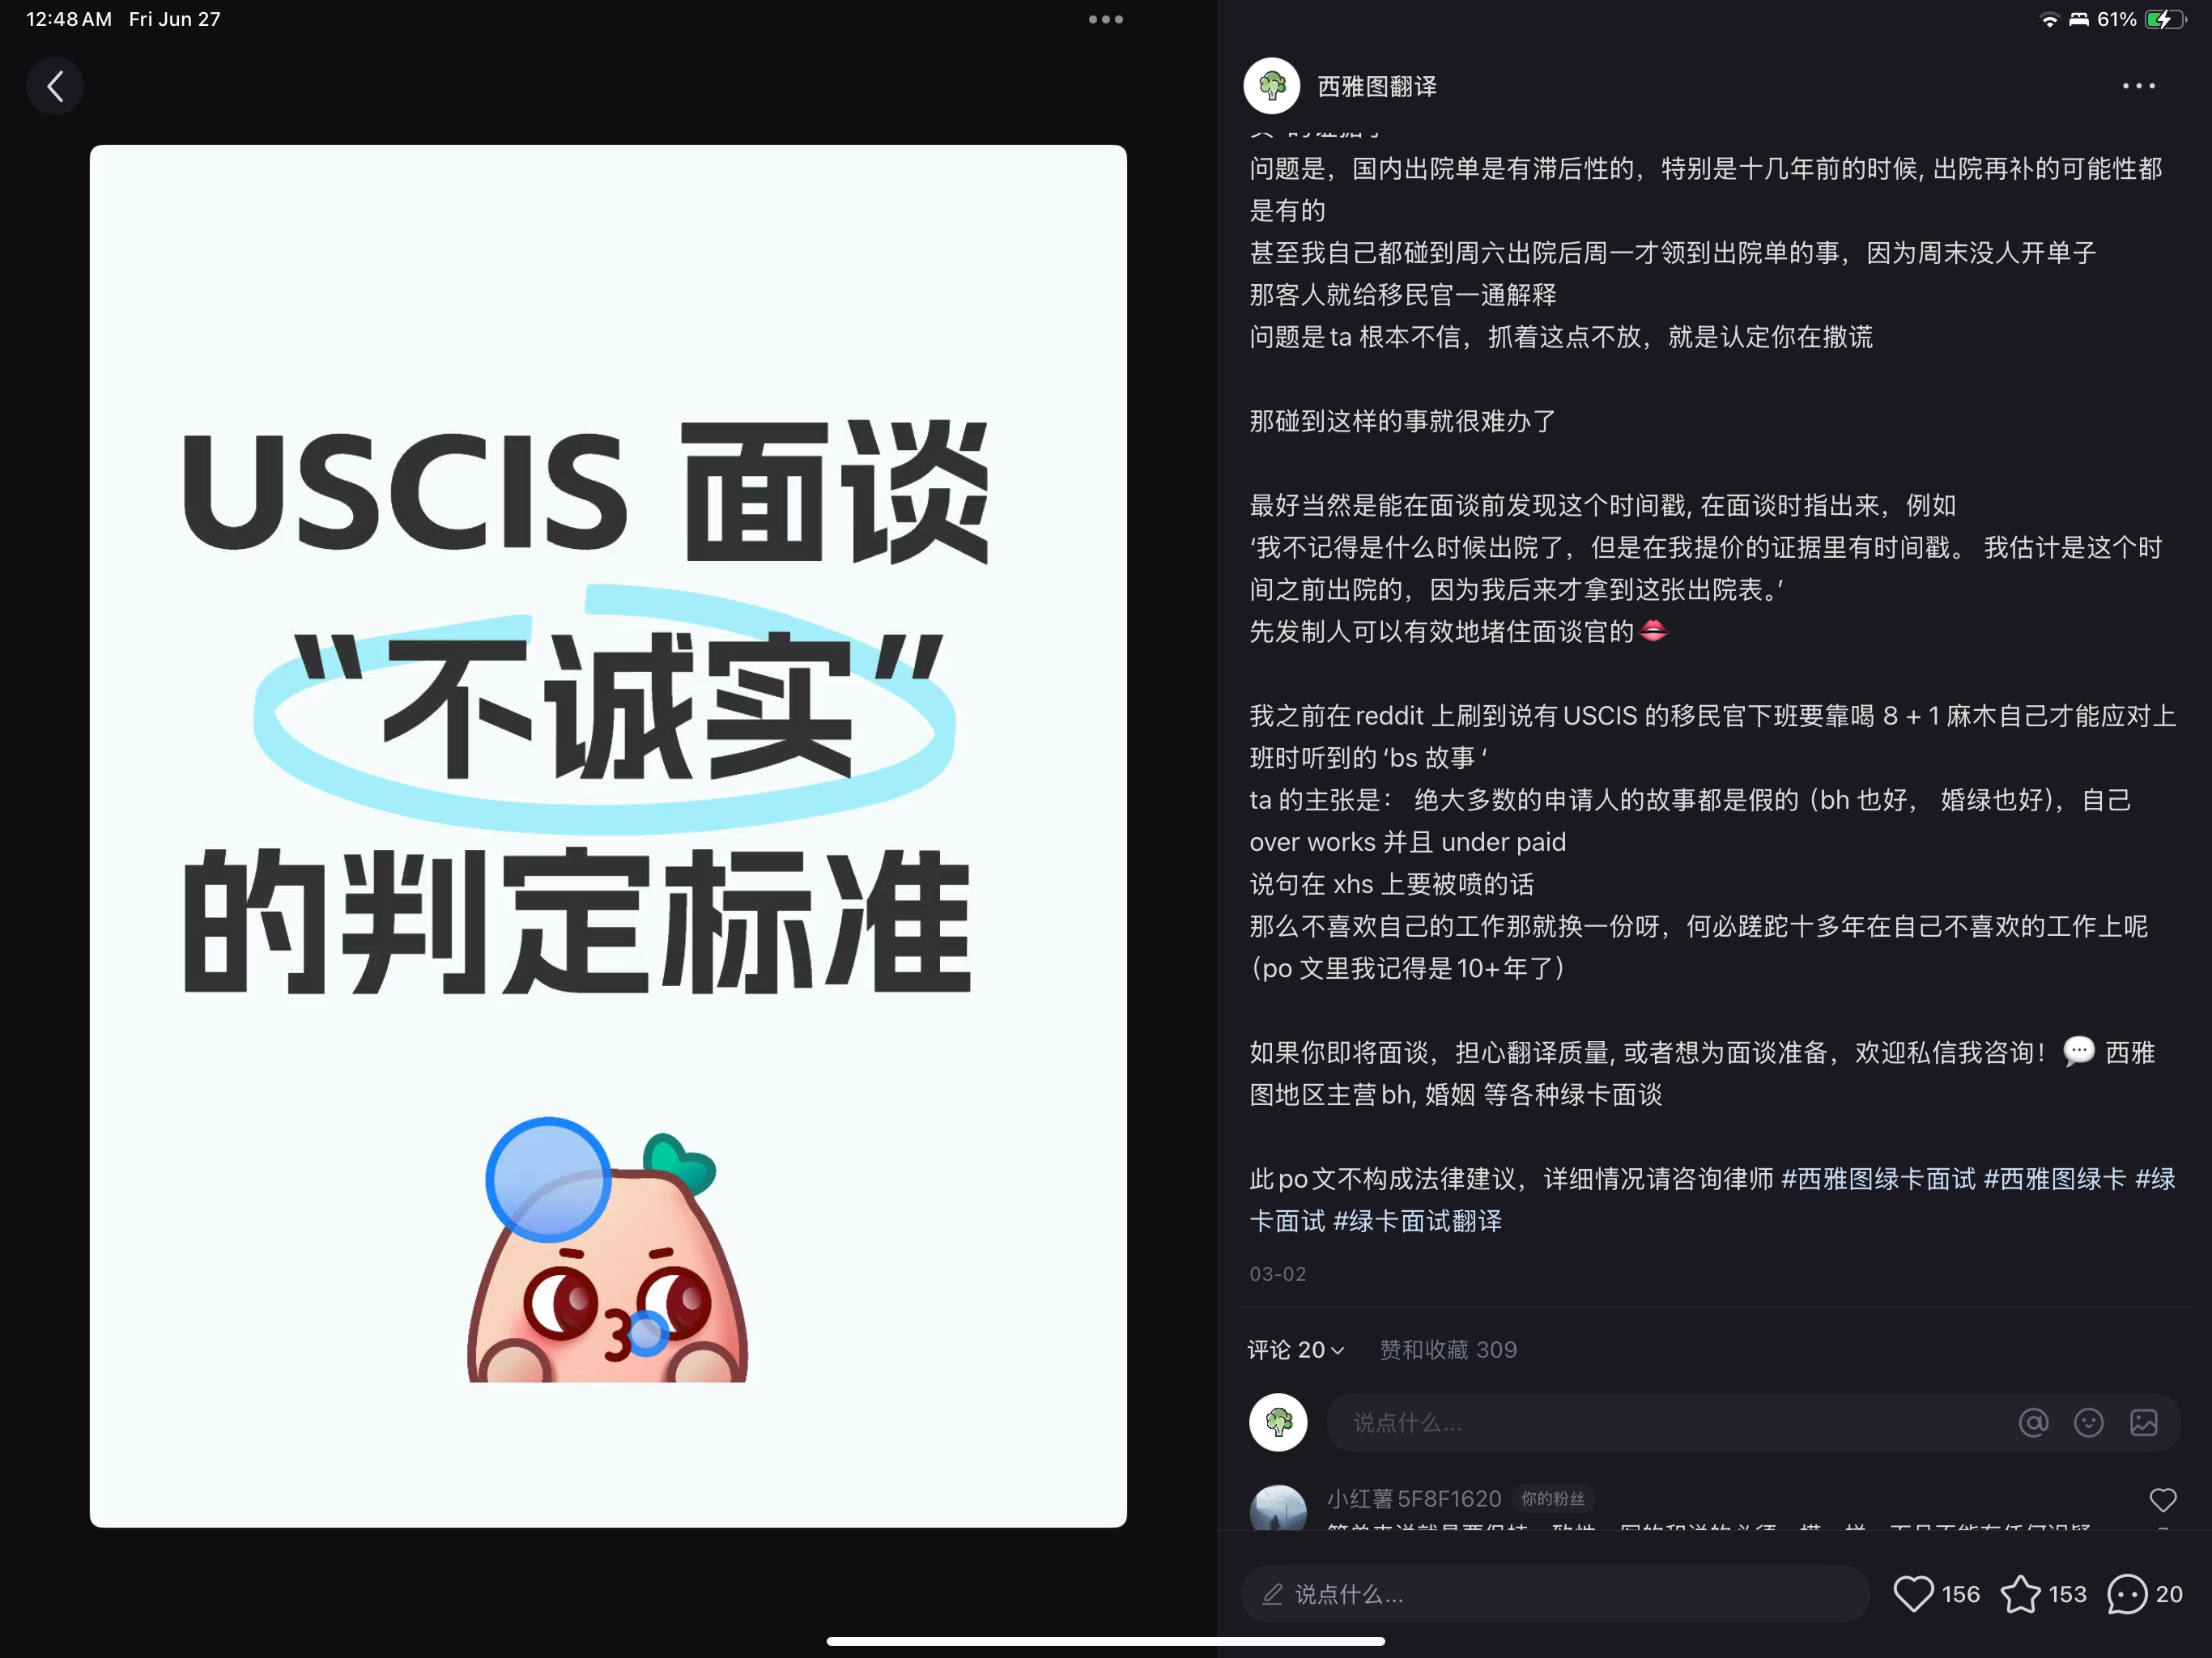 12:48 AM Fri Jun 27
61%
USCIS 面谈
“不诚实”
的判定标准
西雅图翻译
问题是，国内出院单是有滞后性的，特别是十几年前的时候, 出院再补的可能性都
是有的
甚至我自己都碰到周六出院后周一才领到出院单的事，因为周末没人开单子
那客人就给移民官一通解释
问题是 ta 根本不信，抓着这点不放，就是认定你在撒谎
那碰到这样的事就很难办了
最好当然是能在面谈前发现这个时间戳, 在面谈时指出来，例如
‘我不记得是什么时候出院了，但是在我提价的证据里有时间戳。 我估计是这个时
间之前出院的，因为我后来才拿到这张出院表。’
先发制人可以有效地堵住面谈官的👄
我之前在 reddit 上刷到说有 USCIS 的移民官下班要靠喝 8 + 1 麻木自己才能应对上
班时听到的 ‘bs 故事 ‘
ta 的主张是： 绝大多数的申请人的故事都是假的（bh 也好， 婚绿也好），自己
over works 并且 under paid
说句在 xhs 上要被喷的话
那么不喜欢自己的工作那就换一份呀，何必蹉跎十多年在自己不喜欢的工作上呢
（po 文里我记得是 10+年了）
如果你即将面谈，担心翻译质量, 或者想为面谈准备，欢迎私信我咨询！💬 西雅
图地区主营 bh, 婚姻 等各种绿卡面谈
此 po 文不构成法律建议，详细情况请咨询律师 #西雅图绿卡面试 #西雅图绿卡 #绿
卡面试 #绿卡面试翻译
03-02
评论 20 赞和收藏 309
说点什么...
小红薯5F8F1620 你的粉丝
说点什么... 156 153 20